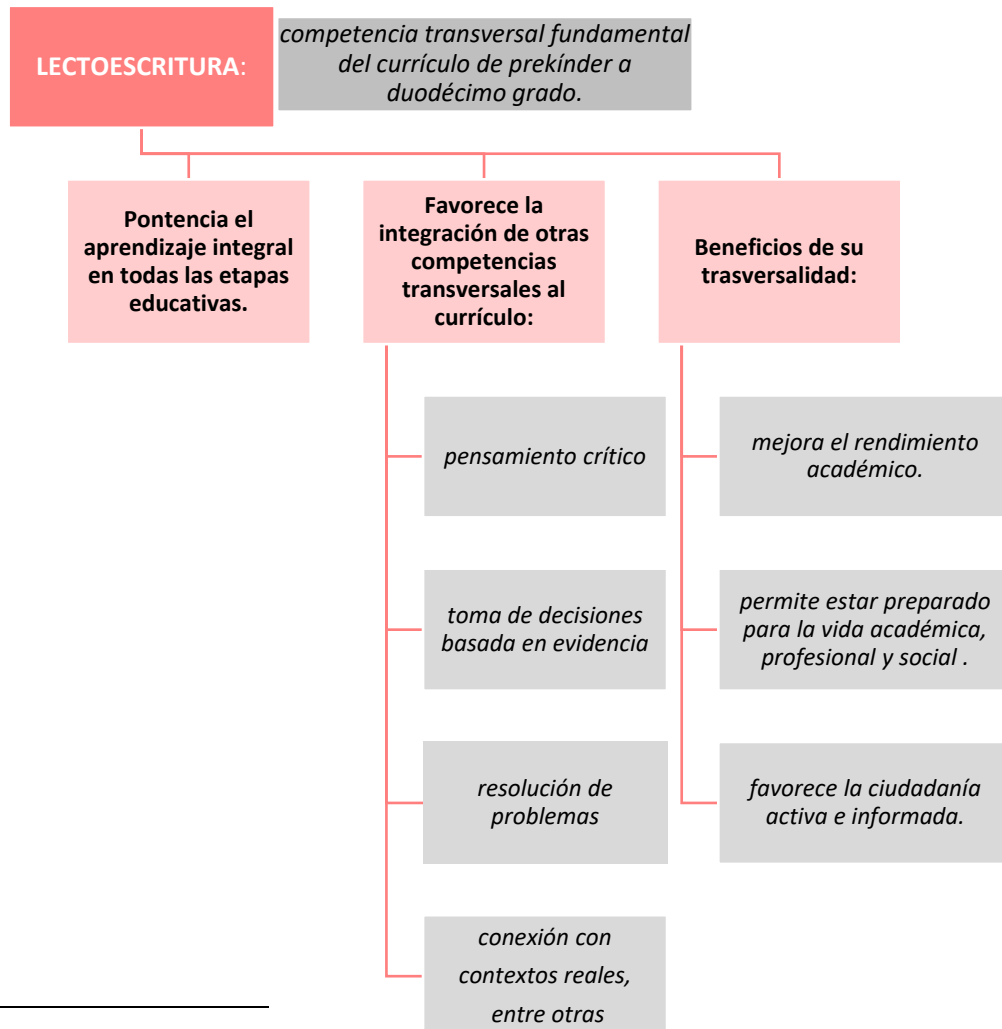 LECTOESCRITURA:
competencia transversal fundamental
del currículo de prekínder a
duodécimo grado.
Pontencia el
aprendizaje integral
en todas las etapas
educativas.
Favorece la
integración de otras
competencias
transversales al
currículo:
pensamiento crítico
toma de decisiones
basada en evidencia
resolución de
problemas
conexión con
contextos reales,
entre otras
Beneficios de su
trasversalidad:
mejora el rendimiento
académico.
permite estar preparado
para la vida académica,
profesional y social .
favorece la ciudadanía
activa e informada.